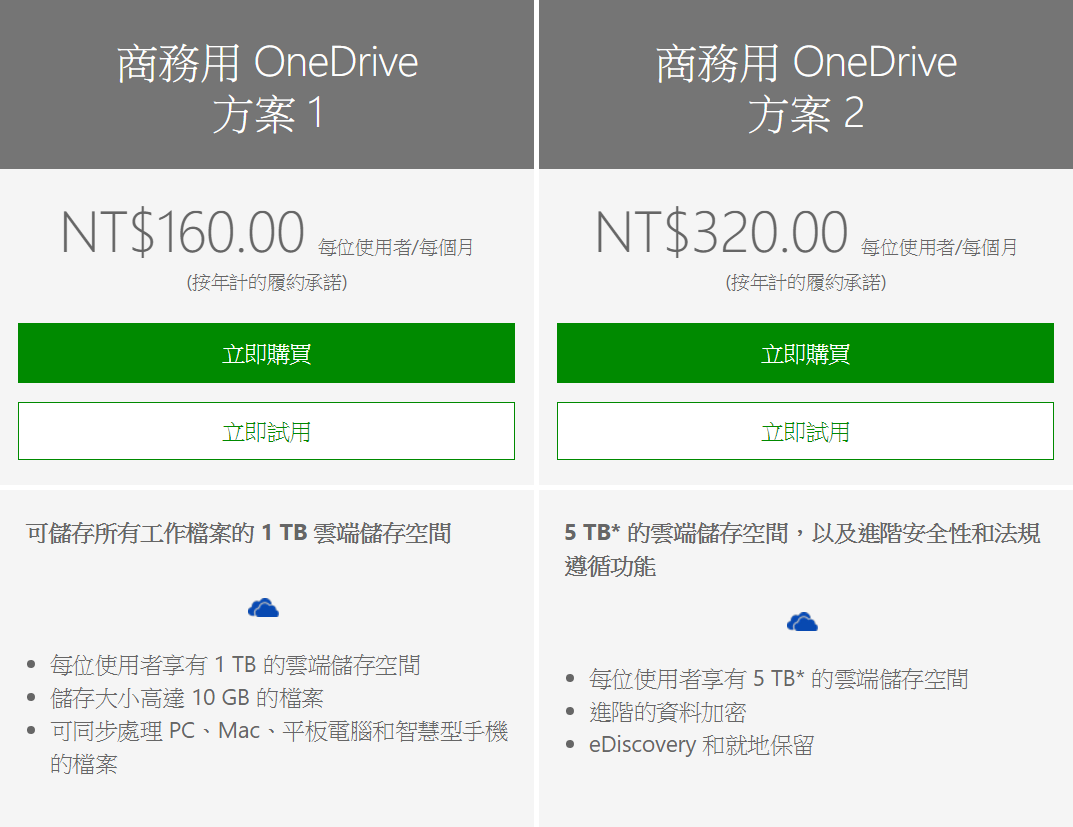 商務用 OneDrive
方案 1
NT$160.00 每位使用者/每個月
(按年計的履約承諾)
立即購買
立即試用
可儲存所有工作檔案的 1 TB 雲端儲存空間
• 每位使用者享有 1 TB 的雲端儲存空間
• 儲存大小高達 10 GB 的檔案
• 可同步處理 PC、Mac、平板電腦和智慧型手機
的檔案
商務用 OneDrive
方案 2
NT$320.00 每位使用者/每個月
(按年計的履約承諾)
立即購買
立即試用
5 TB* 的雲端儲存空間，以及進階安全性和法規
遵循功能
• 每位使用者享有 5 TB* 的雲端儲存空間
• 進階的資料加密
• eDiscovery 和就地保留